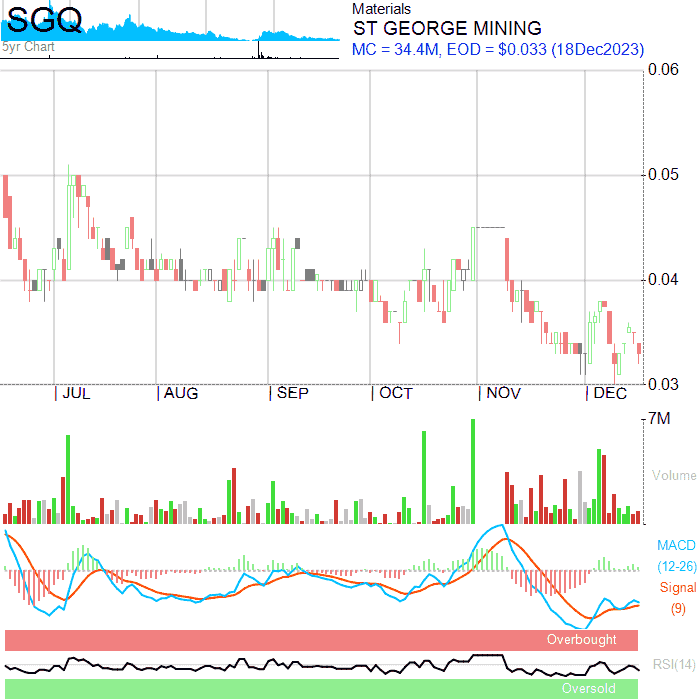 SGQ
5yr Chart
Materials
ST GEORGE MINING
MC = 34.4M, EOD = $0.033 (18Dec2023)
0.06
0.05
0.04
0.03
JUL AUG SEP OCT NOV DEC
7M
Volume
MACD
(12-26)
Signal
(9)
Overbought
RSI(14)
Oversold